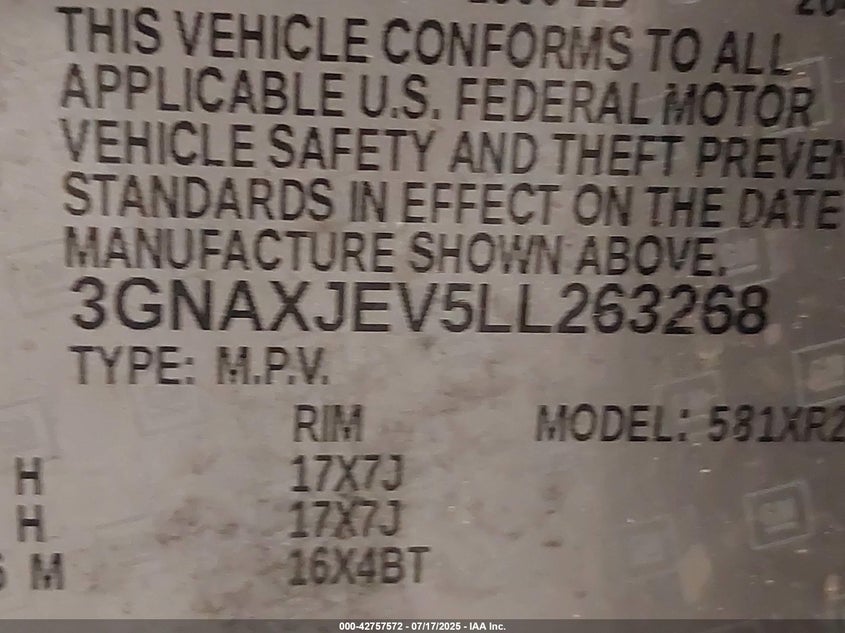 THIS VEHICLE CONFORMS TO ALL
APPLICABLE U.S. FEDERAL MOTOR
VEHICLE SAFETY AND THEFT PREVEN
STANDARDS IN EFFECT ON THE DATE
MANUFACTURE SHOWN ABOVE.
3GNAXJEV5LL263268
TYPE: M.P.V.
RIM MODEL: 581XR2
H 17X7J
H 17X7J
M 16X4BT
000-42757572 - 07/17/2025 - IAA Inc.